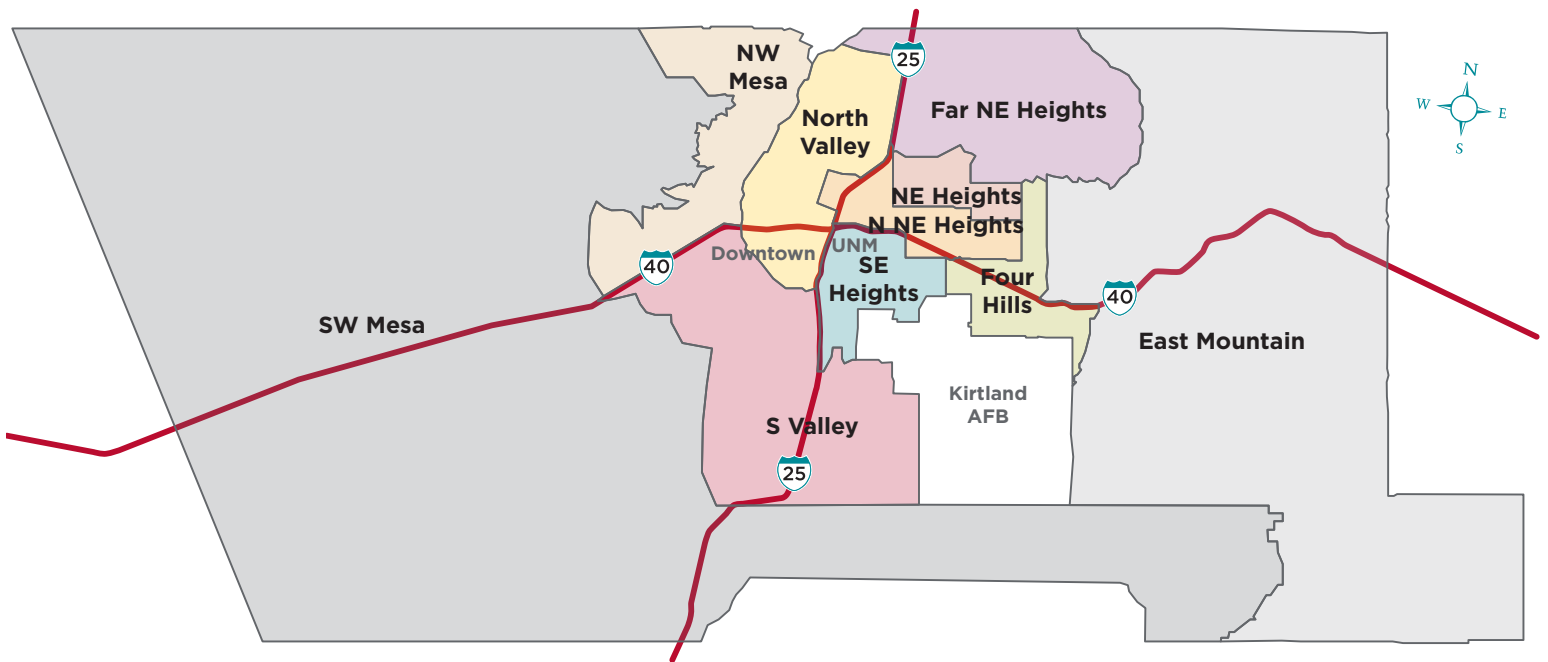 25
NW
Mesa
N
W
E
S
North
Valley
Far NE Heights
NE Heights
N NE Heights
UNM
Downtown
40
SE
Heights
Four
Hills
40
SW Mesa
East Mountain
Kirtland
AFB
S Valley
25